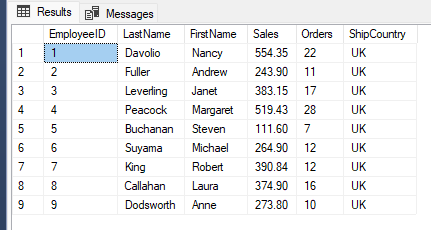 Results Messages
EmployeeID LastName FirstName Sales Orders ShipCountry
1 1 Davolio Nancy 554.35 22 UK
2 2 Fuller Andrew 243.90 11 UK
3 3 Leverling Janet 383.15 17 UK
4 4 Peacock Margaret 519.43 28 UK
5 5 Buchanan Steven 111.60 7 UK
6 6 Suyama Michael 264.90 12 UK
7 7 King Robert 390.84 12 UK
8 8 Callahan Laura 374.90 16 UK
9 9 Dodsworth Anne 273.80 10 UK